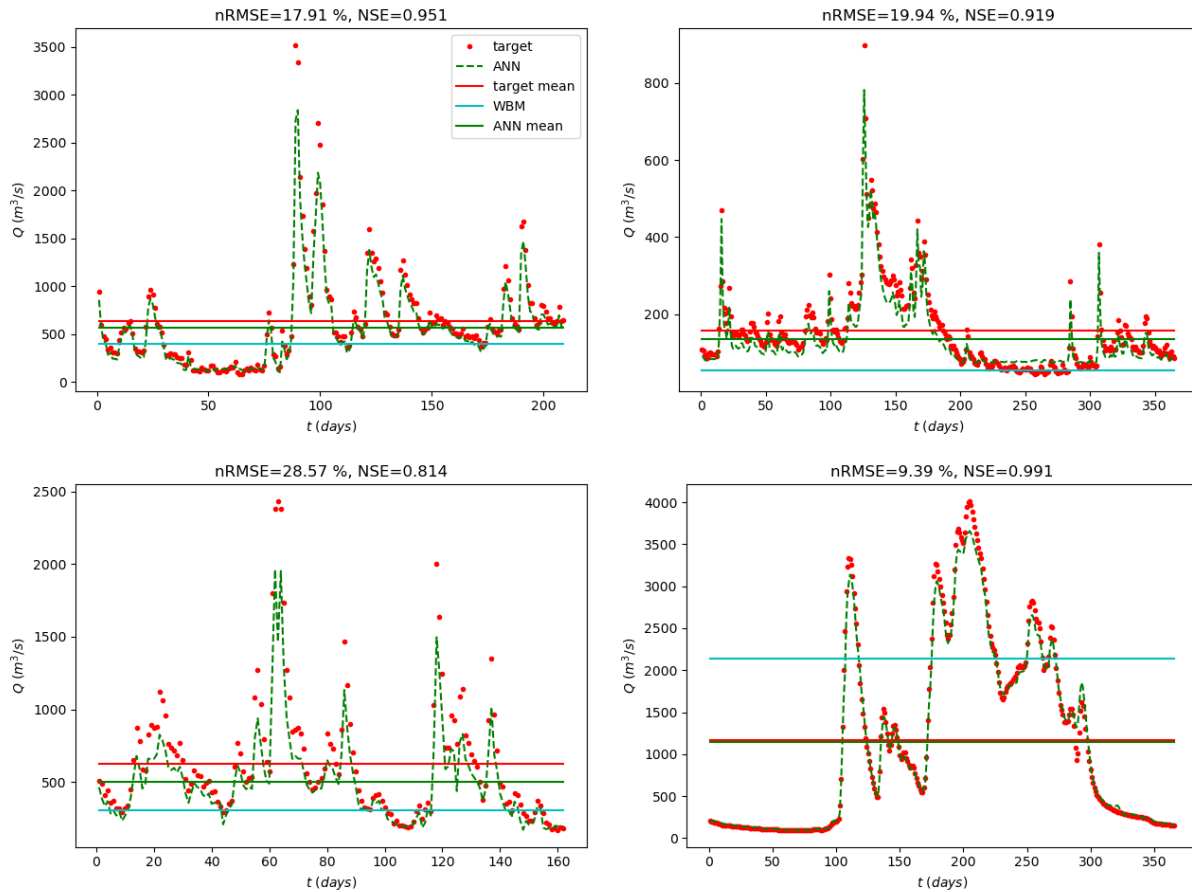 nRMSE=17.91 %, NSE=0.951
3500
3000
2500
2000
1500
1000
500
0
Q (m³/s)
target
ANN
target mean
WBM
ANN mean
0 50 100 150 200
t (days)
nRMSE=19.94 %, NSE=0.919
800
600
400
200
Q (m³/s)
0 50 100 150 200 250 300 350
t (days)
nRMSE=28.57 %, NSE=0.814
2500
2000
1500
1000
500
Q (m³/s)
0 20 40 60 80 100 120 140 160
t (days)
nRMSE=9.39 %, NSE=0.991
4000
3500
3000
2500
2000
1500
1000
500
0
Q (m³/s)
0 50 100 150 200 250 300 350
t (days)